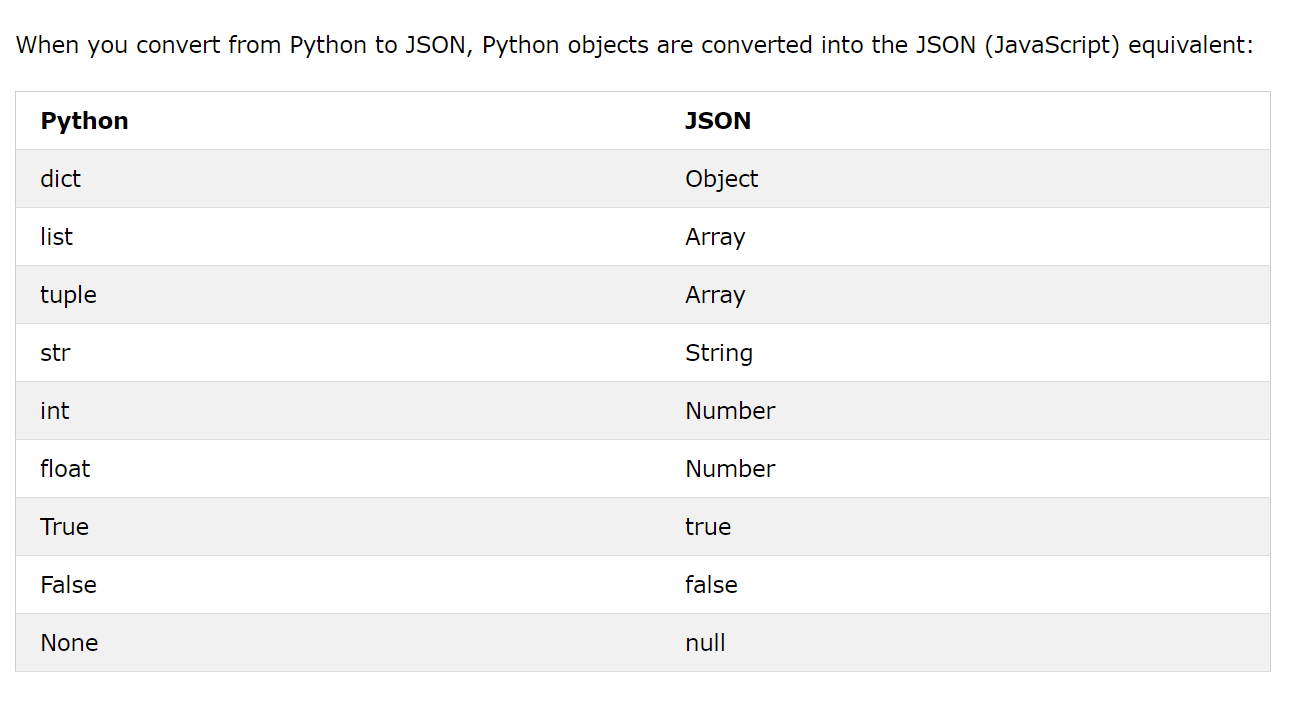 When you convert from Python to JSON, Python objects are converted into the JSON (JavaScript) equivalent:
Python JSON
dict Object
list Array
tuple Array
str String
int Number
float Number
True true
False false
None null